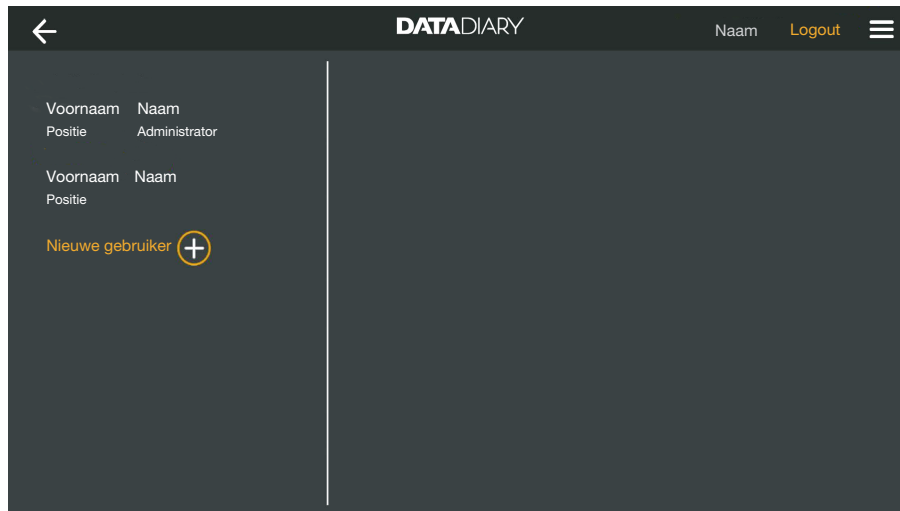 DATADIARY
Naam Logout
Voornaam Naam
Positie Administrator
Voornaam Naam
Positie
Nieuwe gebruiker